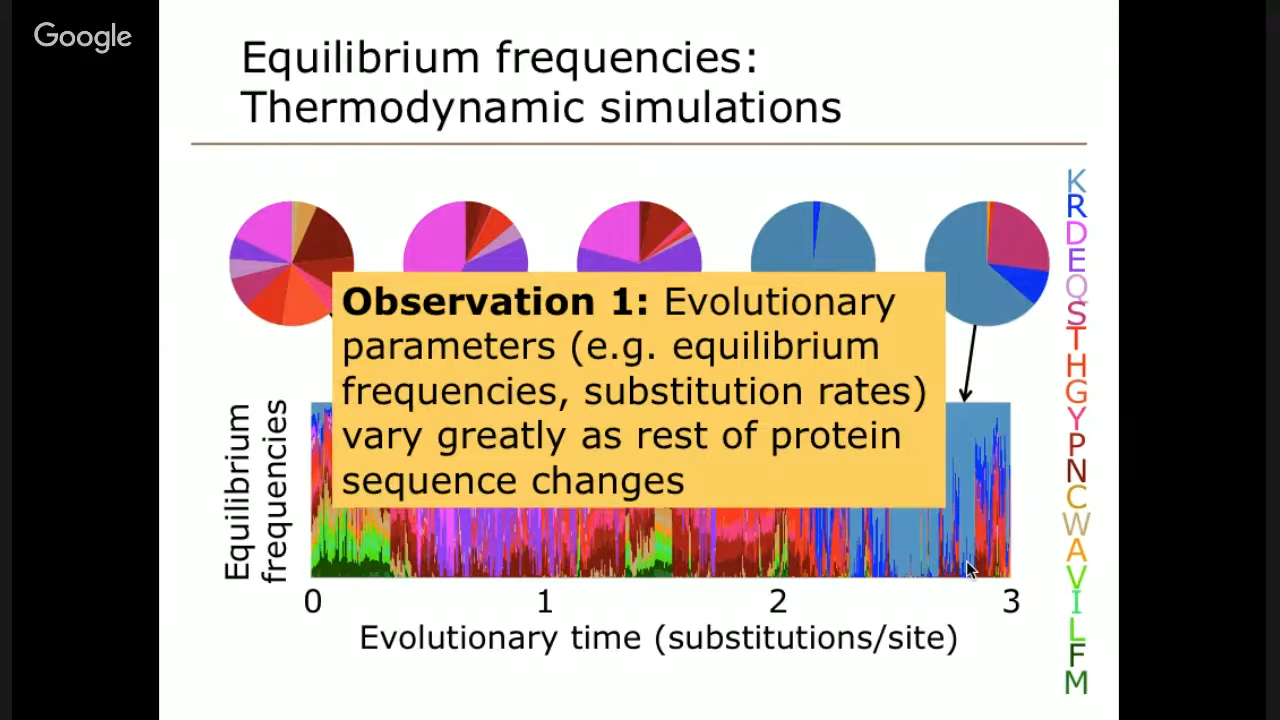 Google
Equilibrium frequencies:
Thermodynamic simulations
Observation 1: Evolutionary
parameters (e.g. equilibrium
frequencies, substitution rates)
vary greatly as rest of protein
sequence changes
Equilibrium
frequencies
0 1 2 3
Evolutionary time (substitutions/site)
K
R
D
E
Q
S
T
H
G
Y
P
N
C
W
A
V
I
L
F
M